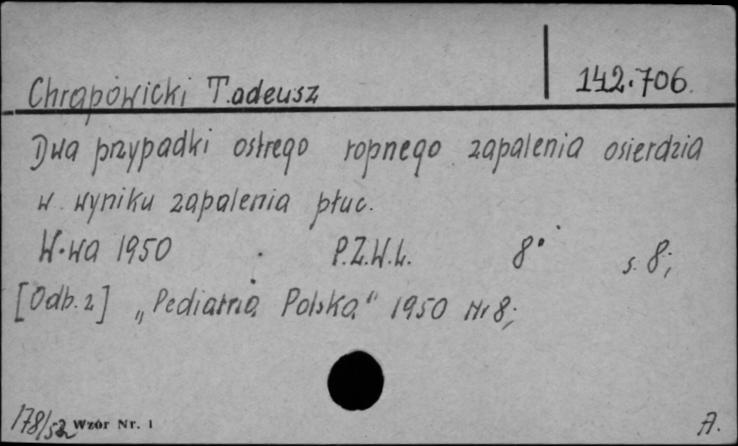 Chrapowicki Tadeusz 142.706
Dwa przypadki ostrego ropnego zapalenia osierdzia
w wyniku zapalenia płuc.
W-wa 1950 P.Z.W.L. 8° s. 8;
[Odb. z] „Pediatria Polska" 1950 Nr 8;
178/52 Wzór Nr. 1 A.